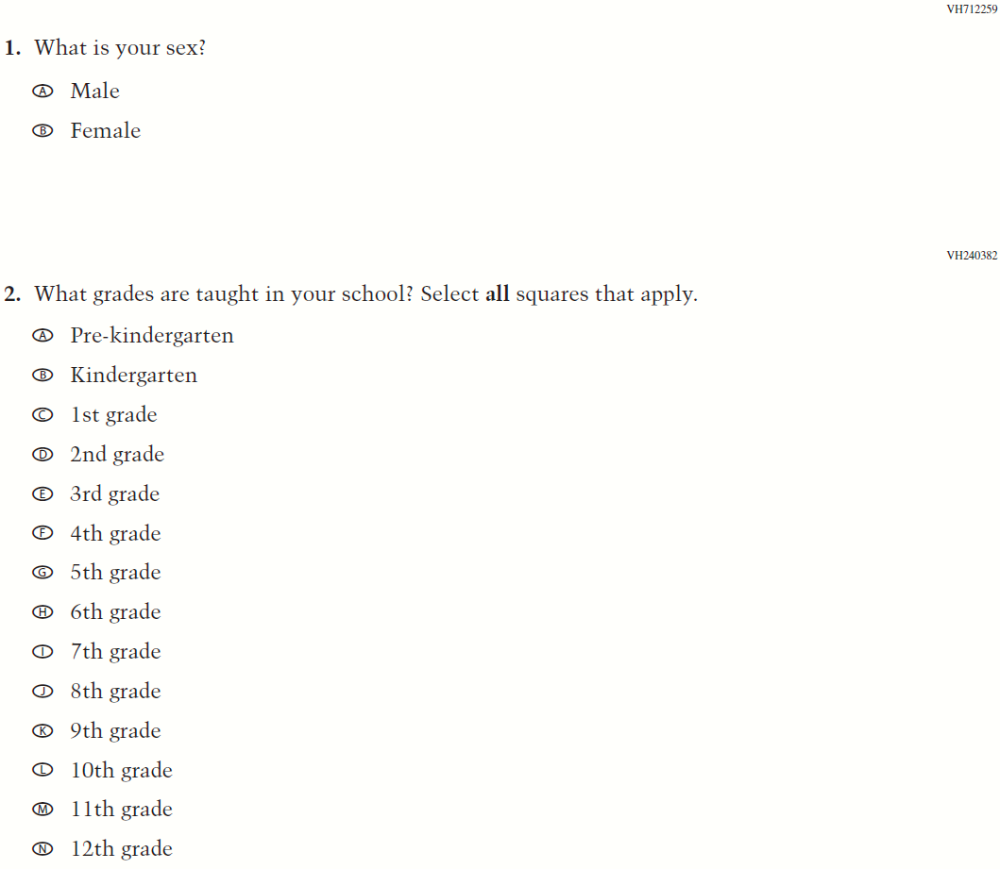 VH712259
1. What is your sex?
A Male
B Female
VH240382
2. What grades are taught in your school? Select all squares that apply.
A Pre-kindergarten
B Kindergarten
C 1st grade
D 2nd grade
E 3rd grade
F 4th grade
G 5th grade
H 6th grade
I 7th grade
J 8th grade
K 9th grade
L 10th grade
M 11th grade
N 12th grade